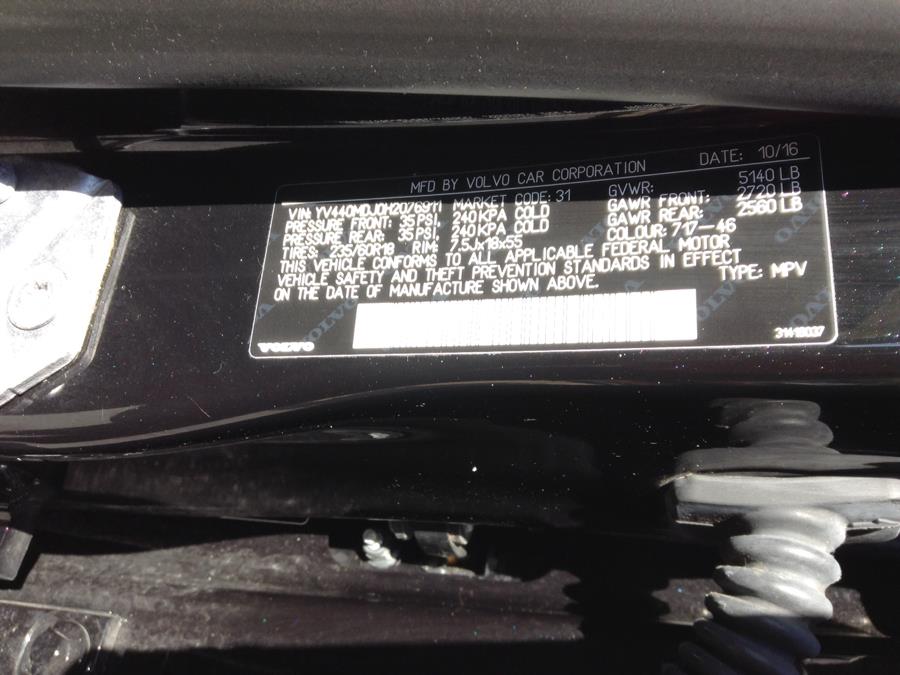 MFD BY VOLVO CAR CORPORATION DATE: 10/16
VIN: YV440MDJ0H2076911 MARKET CODE: 31 GVWR: 5140 LB
PRESSURE FRONT: 35 PSI, 240 KPA COLD GAWR FRONT: 2720 LB
PRESSURE REAR: 35 PSI, 240 KPA COLD GAWR REAR: 2560 LB
TIRES: 235/60R18 RIM: 7,5Jx18x55 COLOUR: 717-46
THIS VEHICLE CONFORMS TO ALL APPLICABLE FEDERAL MOTOR
VEHICLE SAFETY AND THEFT PREVENTION STANDARDS IN EFFECT
ON THE DATE OF MANUFACTURE SHOWN ABOVE. TYPE: MPV
VOLVO 31419037